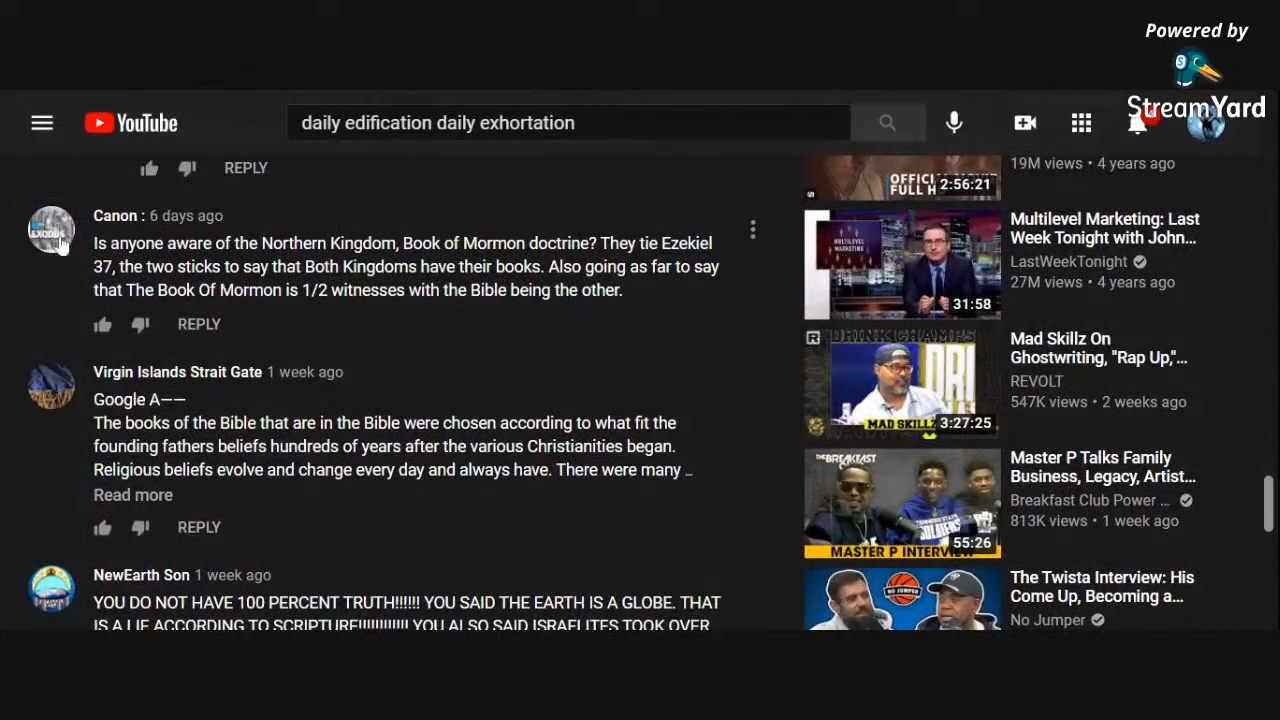 Powered by
StreamYard
YouTube
daily edification daily exhortation
REPLY
Canon : 6 days ago
Is anyone aware of the Northern Kingdom, Book of Mormon doctrine? They tie Ezekiel
37, the two sticks to say that Both Kingdoms have their books. Also going as far to say
that The Book Of Mormon is 1/2 witnesses with the Bible being the other.
REPLY
Virgin Islands Strait Gate 1 week ago
Google A——
The books of the Bible that are in the Bible were chosen according to what fit the
founding fathers beliefs hundreds of years after the various Christianities began.
Religious beliefs evolve and change every day and always have. There were many ...
Read more
REPLY
NewEarth Son 1 week ago
YOU DO NOT HAVE 100 PERCENT TRUTH!!!!!! YOU SAID THE EARTH IS A GLOBE. THAT
IS A LIE ACCORDING TO SCRIPTURE!!!!!!!!!!!! YOU ALSO SAID ISRAELITES TOOK OVER
FULL
2:56:21
19M views • 4 years ago
MULTILEVEL
MARKETING
31:58
Multilevel Marketing: Last
Week Tonight with John...
LastWeekTonight
27M views • 4 years ago
DRINK CHAMPS
MAD SKILLZ
3:27:25
Mad Skillz On
Ghostwriting, "Rap Up,"...
REVOLT
547K views • 2 weeks ago
THE BREAKFAST
MASTER P INTERVIEW
55:26
Master P Talks Family
Business, Legacy, Artist...
Breakfast Club Power ...
813K views • 1 week ago
NO JUMPER
The Twista Interview: His
Come Up, Becoming a...
No Jumper